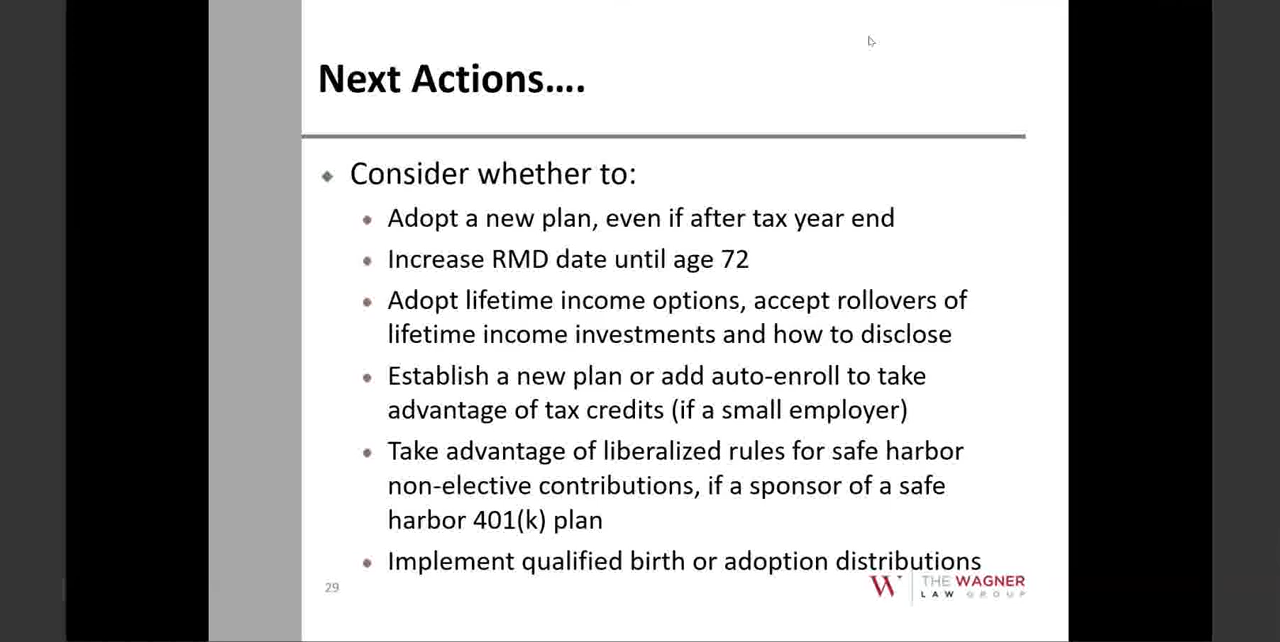 Next Actions....
Consider whether to:
Adopt a new plan, even if after tax year end
Increase RMD date until age 72
Adopt lifetime income options, accept rollovers of
lifetime income investments and how to disclose
Establish a new plan or add auto-enroll to take
advantage of tax credits (if a small employer)
Take advantage of liberalized rules for safe harbor
non-elective contributions, if a sponsor of a safe
harbor 401(k) plan
Implement qualified birth or adoption distributions
29
W
THE WAGNER
LAW GROUP